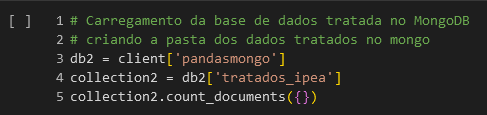 [ ] 1 # Carregamento da base de dados tratada no MongoDB
2 # criando a pasta dos dados tratados no mongo
3 db2 = client['pandasmongo']
4 collection2 = db2['tratados_ipea']
5 collection2.count_documents({})